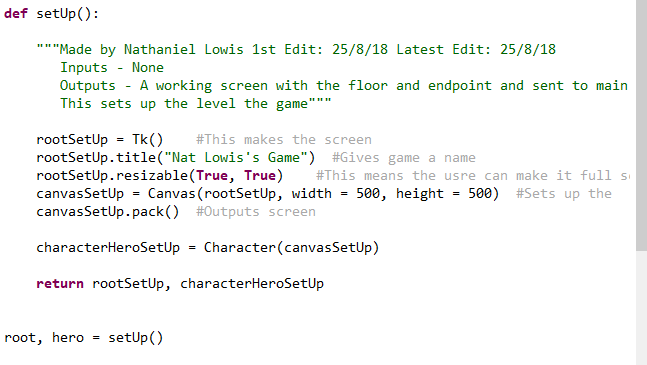 def setUp():
"""Made by Nathaniel Lowis 1st Edit: 25/8/18 Latest Edit: 25/8/18
Inputs - None
Outputs - A working screen with the floor and endpoint and sent to main
This sets up the level the game"""
rootSetUp = Tk()    #This makes the screen
rootSetUp.title("Nat Lowis's Game")  #Gives game a name
rootSetUp.resizable(True, True)    #This means the usre can make it full
canvasSetUp = Canvas(rootSetUp, width = 500, height = 500)  #Sets up the
canvasSetUp.pack()  #Outputs screen
characterHeroSetUp = Character(canvasSetUp)
return rootSetUp, characterHeroSetUp
root, hero = setUp()